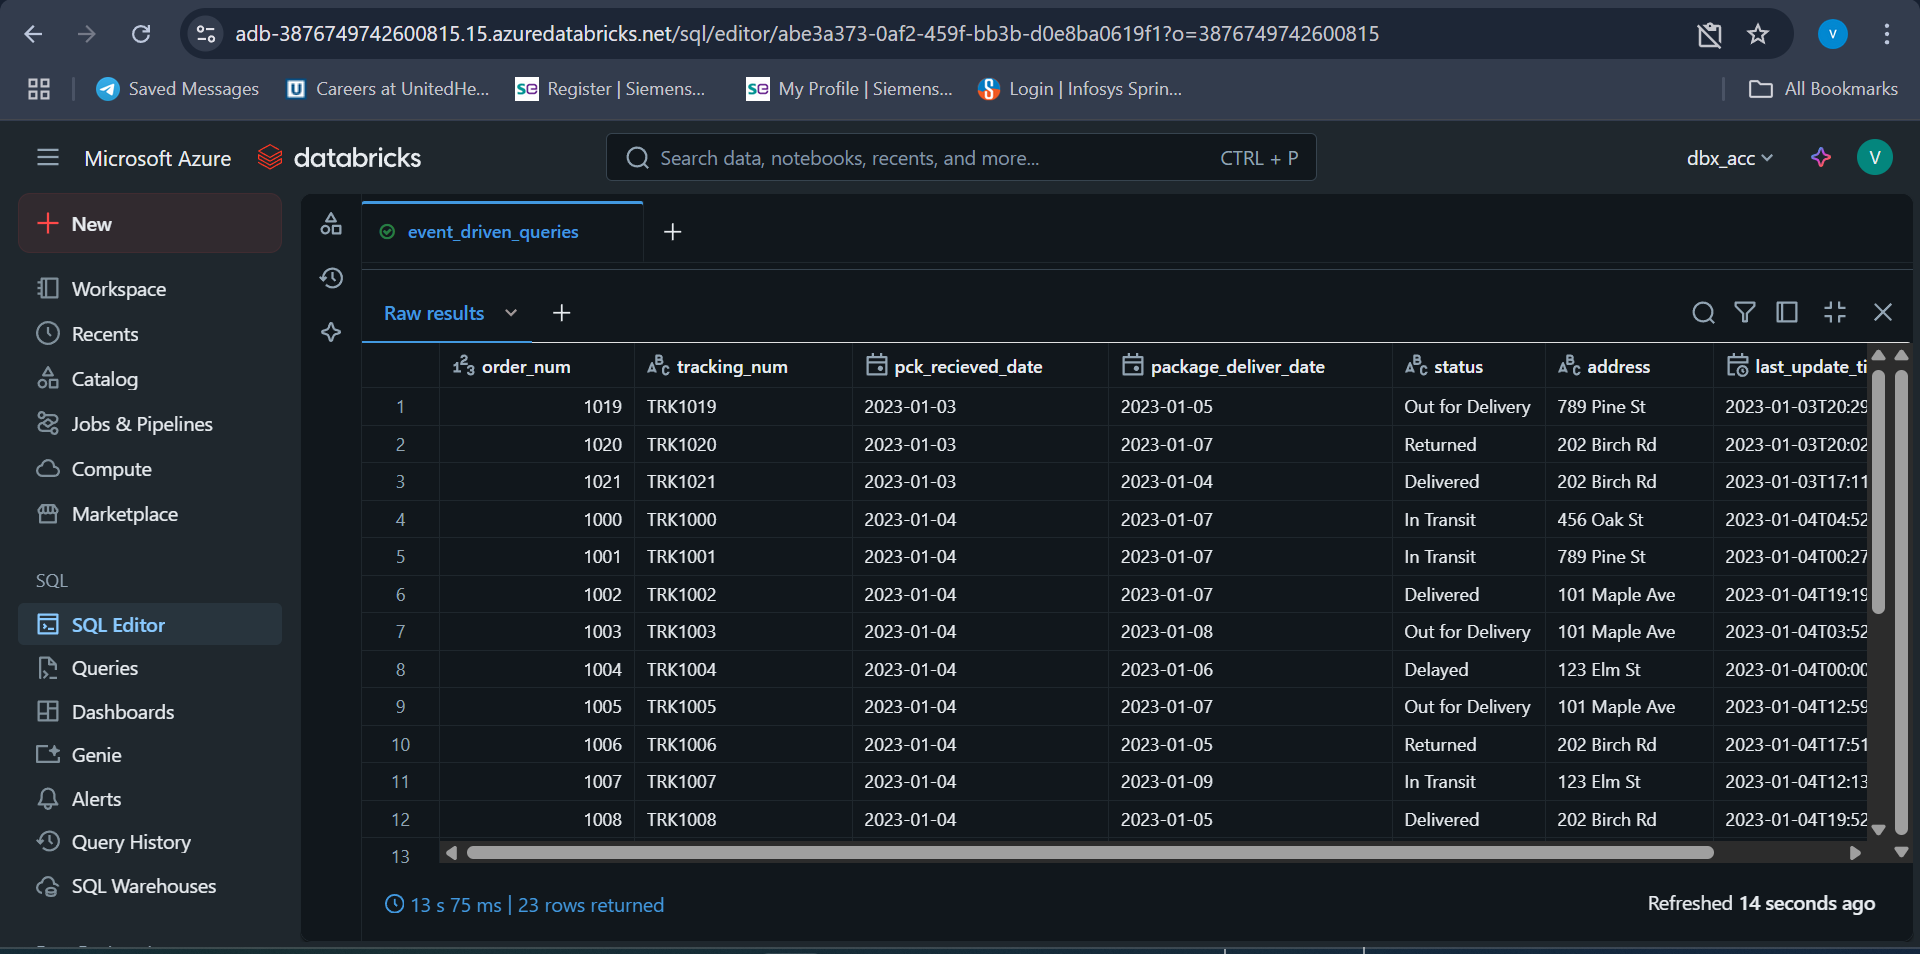 adb-3876749742600815.15.azuredatabricks.net/sql/editor/abe3a373-0af2-459f-bb3b-d0e8ba0619f1?o=3876749742600815
V
Saved Messages
Careers at UnitedHe...
Register | Siemens...
My Profile | Siemens...
Login | Infosys Sprin...
All Bookmarks
Microsoft Azure
databricks
Search data, notebooks, recents, and more...
CTRL + P
dbx_acc
V
New
Workspace
Recents
Catalog
Jobs & Pipelines
Compute
Marketplace
SQL
SQL Editor
Queries
Dashboards
Genie
Alerts
Query History
SQL Warehouses
event_driven_queries
Raw results
order_num tracking_num pck_recieved_date package_deliver_date status address last_update_ti
1 1019 TRK1019 2023-01-03 2023-01-05 Out for Delivery 789 Pine St 2023-01-03T20:29
2 1020 TRK1020 2023-01-03 2023-01-07 Returned 202 Birch Rd 2023-01-03T20:02
3 1021 TRK1021 2023-01-03 2023-01-04 Delivered 202 Birch Rd 2023-01-03T17:11
4 1000 TRK1000 2023-01-04 2023-01-07 In Transit 456 Oak St 2023-01-04T04:52
5 1001 TRK1001 2023-01-04 2023-01-07 In Transit 789 Pine St 2023-01-04T00:27
6 1002 TRK1002 2023-01-04 2023-01-07 Delivered 101 Maple Ave 2023-01-04T19:19
7 1003 TRK1003 2023-01-04 2023-01-08 Out for Delivery 101 Maple Ave 2023-01-04T03:52
8 1004 TRK1004 2023-01-04 2023-01-06 Delayed 123 Elm St 2023-01-04T00:00
9 1005 TRK1005 2023-01-04 2023-01-07 Out for Delivery 101 Maple Ave 2023-01-04T12:59
10 1006 TRK1006 2023-01-04 2023-01-05 Returned 202 Birch Rd 2023-01-04T17:51
11 1007 TRK1007 2023-01-04 2023-01-09 In Transit 123 Elm St 2023-01-04T12:13
12 1008 TRK1008 2023-01-04 2023-01-05 Delivered 202 Birch Rd 2023-01-04T19:52
13
13 s 75 ms | 23 rows returned
Refreshed 14 seconds ago